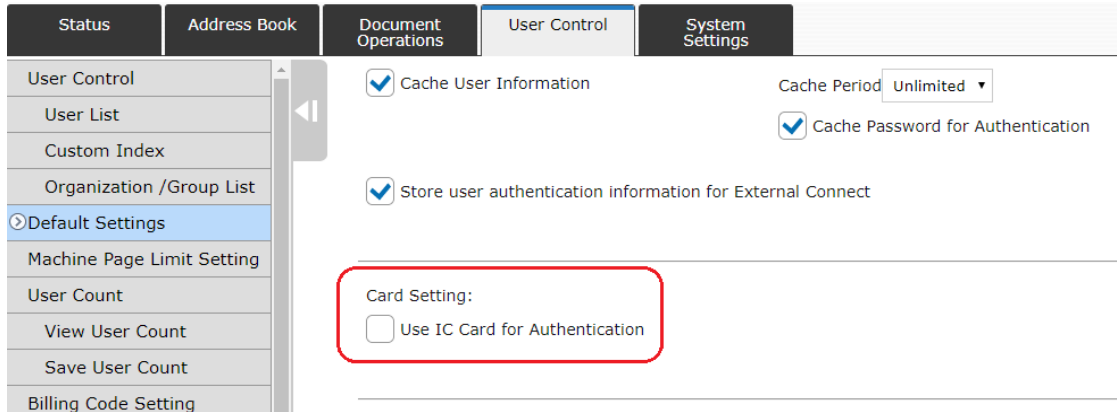 Status
Address Book
Document
Operations
User Control
System
Settings
User Control
User List
Custom Index
Organization /Group List
Default Settings
Machine Page Limit Setting
User Count
View User Count
Save User Count
Billing Code Setting
Cache User Information
Cache Period Unlimited
Cache Password for Authentication
Store user authentication information for External Connect
Card Setting:
Use IC Card for Authentication